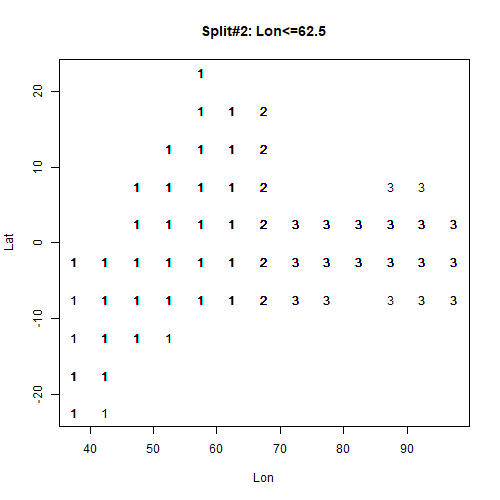 Split#2: Lon<=62.5
1
20
1 1 2
1 1 1 2
10
1 1 1 1 2 3 3
1 1 1 1 2 3 3 3 3 3 3
Lat
0
1 1 1 1 1 1 2 3 3 3 3 3 3
1 1 1 1 1 1 2 3 3 3 3 3
-10
1 1 1 1
1 1
-20
1 1
40 50 60 70 80 90
Lon